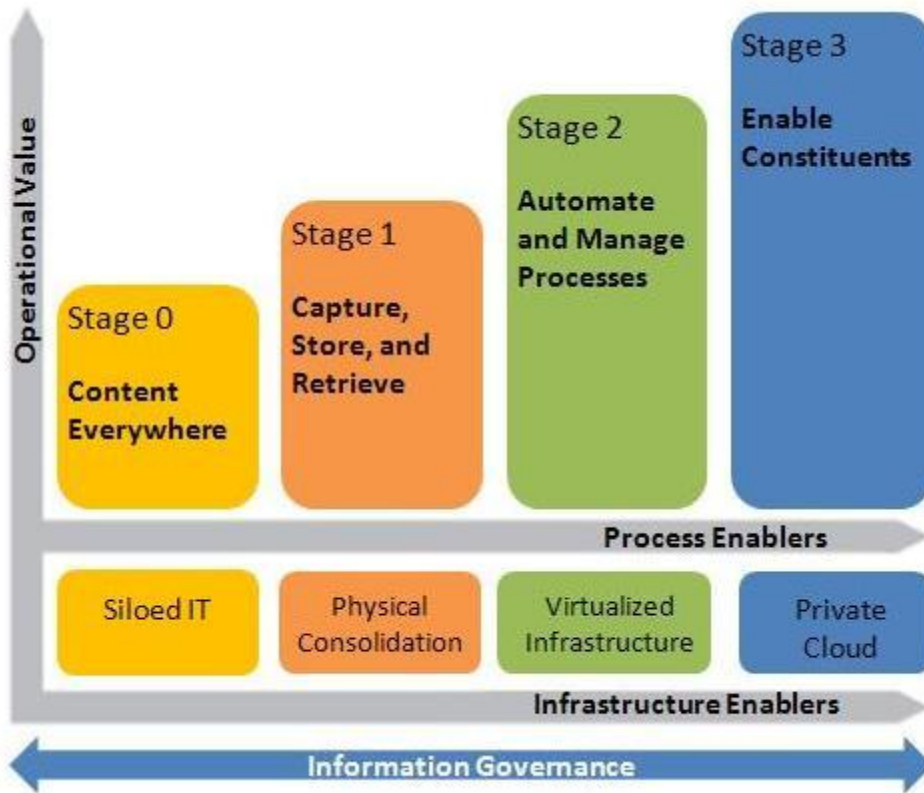 Operational Value
Stage 0
Content
Everywhere
Stage 1
Capture,
Store, and
Retrieve
Stage 2
Automate
and Manage
Processes
Stage 3
Enable
Constituents
Process Enablers
Siloed IT
Physical
Consolidation
Virtualized
Infrastructure
Private
Cloud
Infrastructure Enablers
Information Governance